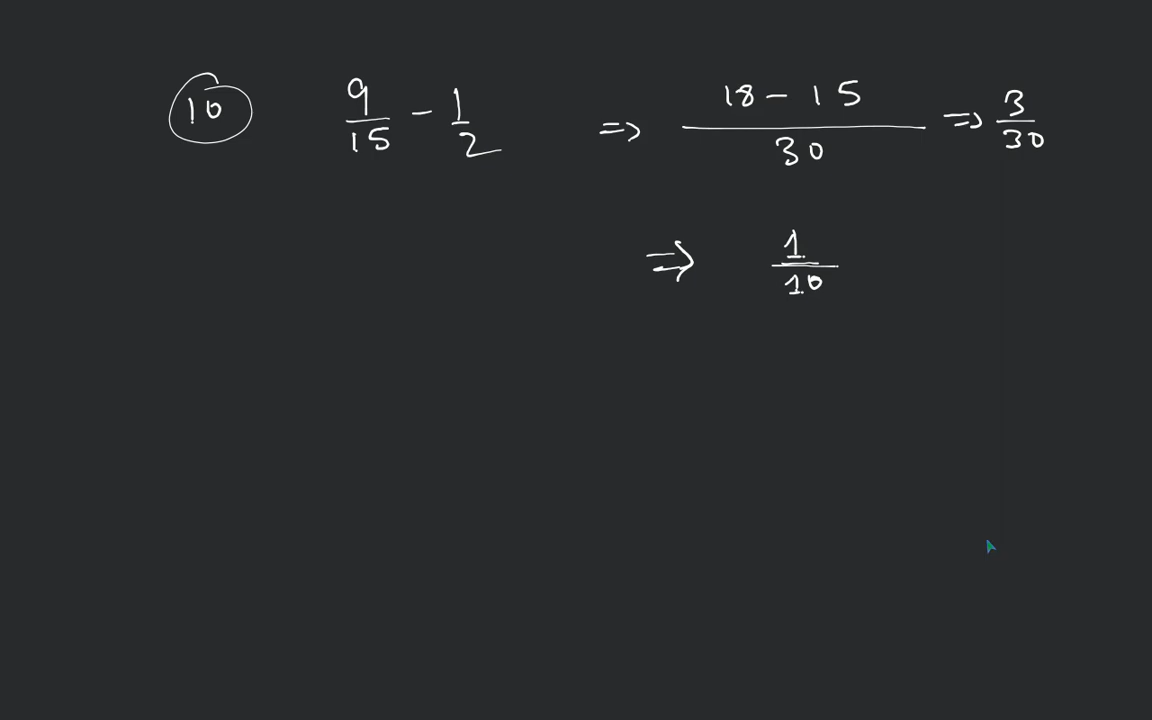 10 9/15 - 1/2 => 18 - 15/30 => 3/30
=> 1/10